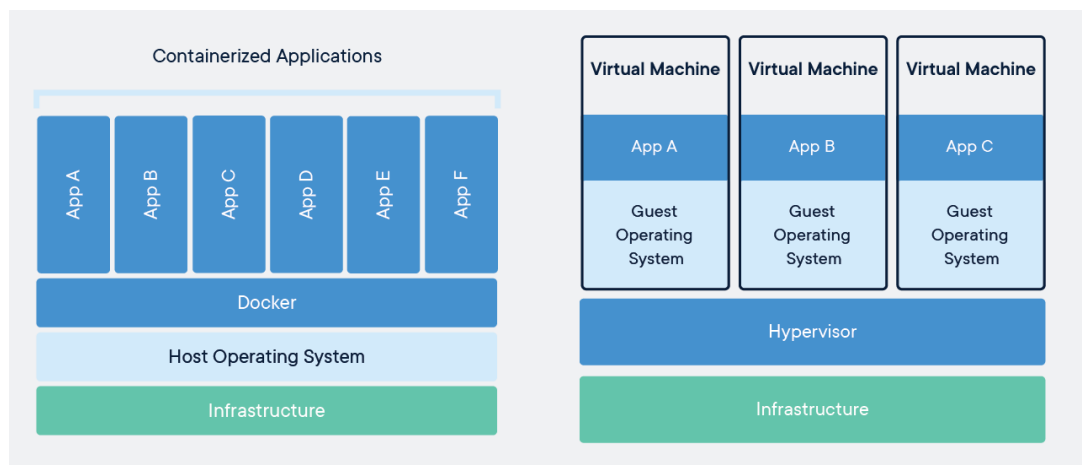 Containerized Applications
App A
App B
App C
App D
App E
App F
Docker
Host Operating System
Infrastructure
Virtual Machine
App A
Guest
Operating
System
Virtual Machine
App B
Guest
Operating
System
Virtual Machine
App C
Guest
Operating
System
Hypervisor
Infrastructure